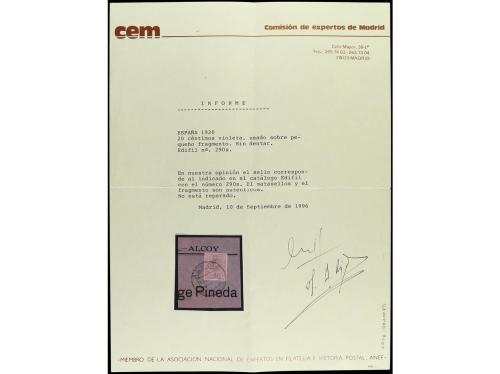 cem
Comisión de expertos de Madrid
INFORME
ESPAÑA 1920
20 céntimos violeta, usado sobre pe-
queño fragmento. Sin dentar.
Edifil nº. 290s.
En nuestra opinión el sello correspon-
de al indicado en el catálogo Edifil
con el número 290s. El matasellos y el
fragmento son autenticos.
No está reparado.
Madrid, 10 de Septiembre de 1996
ALCOY
ge Pineda
-MIEMBRO DE LA ASOCIACION NACIONAL DE EXPERTOS EN FILATELIA E HISTORIA POSTAL, ANEF-